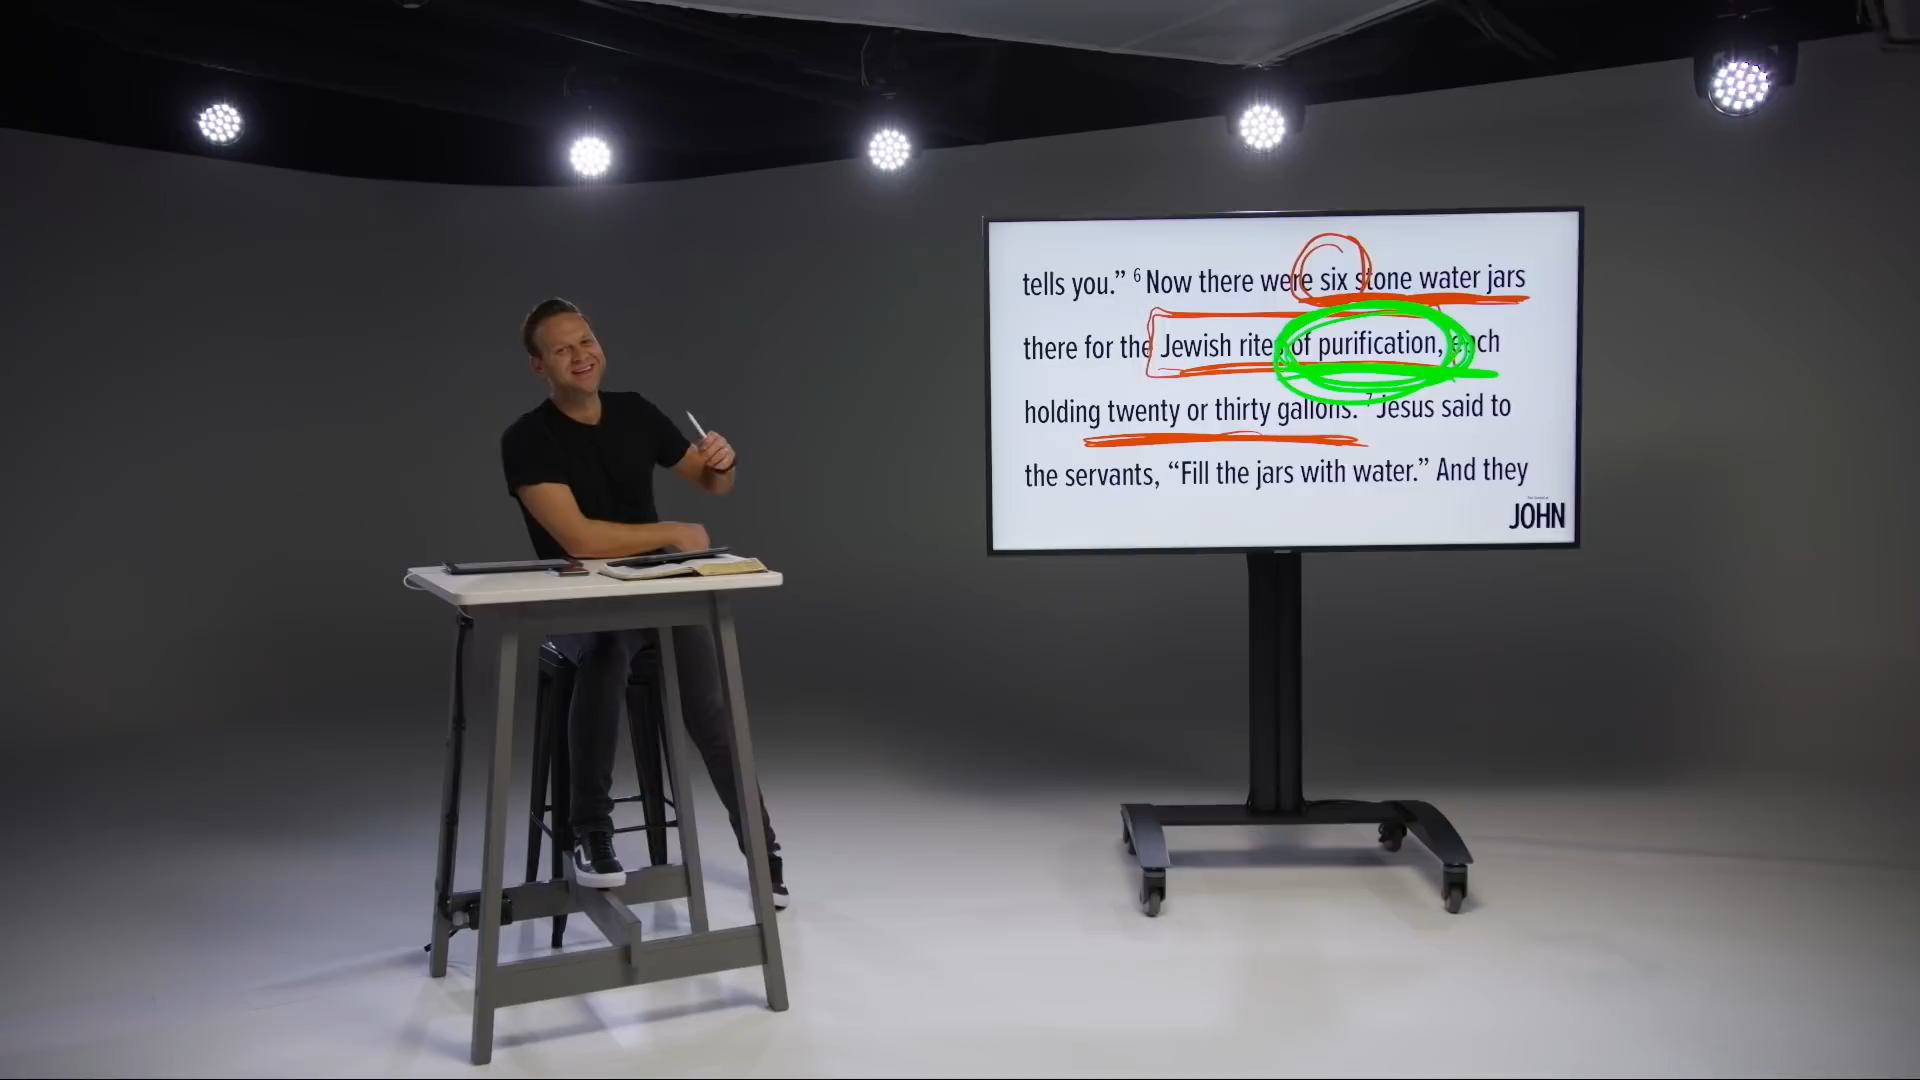 tells you.” ⁶ Now there were six stone water jars
there for the Jewish rites of purification, each
holding twenty or thirty gallons. ⁷ Jesus said to
the servants, “Fill the jars with water.” And they
JOHN